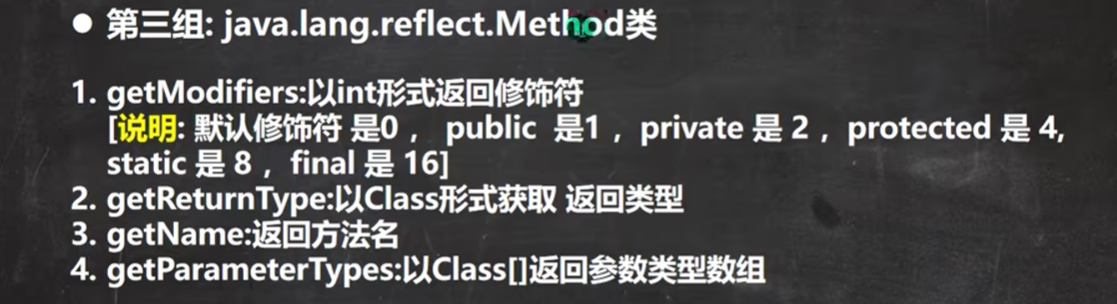 ● 第三组: java.lang.reflect.Method类
1. getModifiers:以int形式返回修饰符
[说明: 默认修饰符 是0 ， public 是1 ，private 是 2 ，protected 是 4,
static 是 8 ，final 是 16]
2. getReturnType:以Class形式获取 返回类型
3. getName:返回方法名
4. getParameterTypes:以Class[]返回参数类型数组